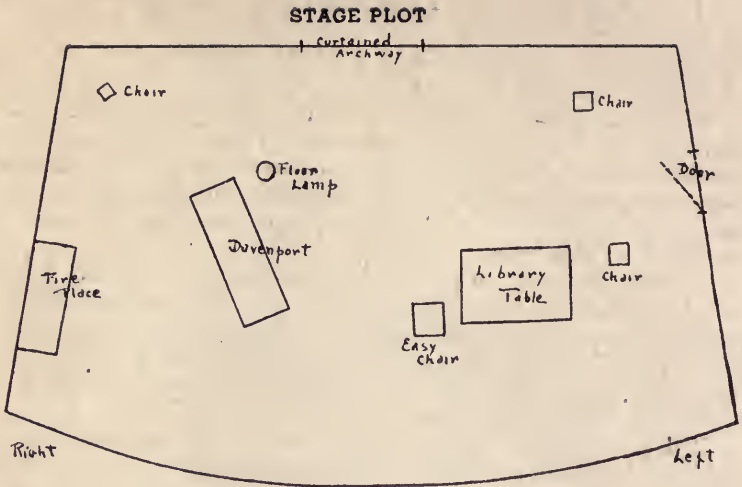 STAGE PLOT
Curtained
Archway
Chair
Chair
Floor
Lamp
Door
Davenport
Fire-
Place
Library
Table
Chair
Easy
Chair
Right
Left